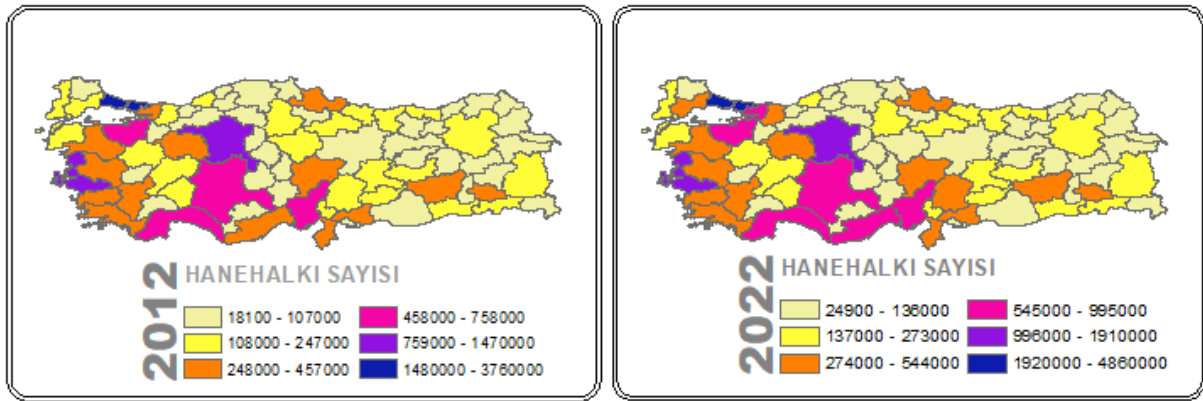 2012
HANEHALKI SAYISI
18100 - 107000
458000 - 758000
108000 - 247000
759000 - 1470000
248000 - 457000
1480000 - 3760000
2022
HANEHALKI SAYISI
24900 - 136000
545000 - 995000
137000 - 273000
996000 - 1910000
274000 - 544000
1920000 - 4860000